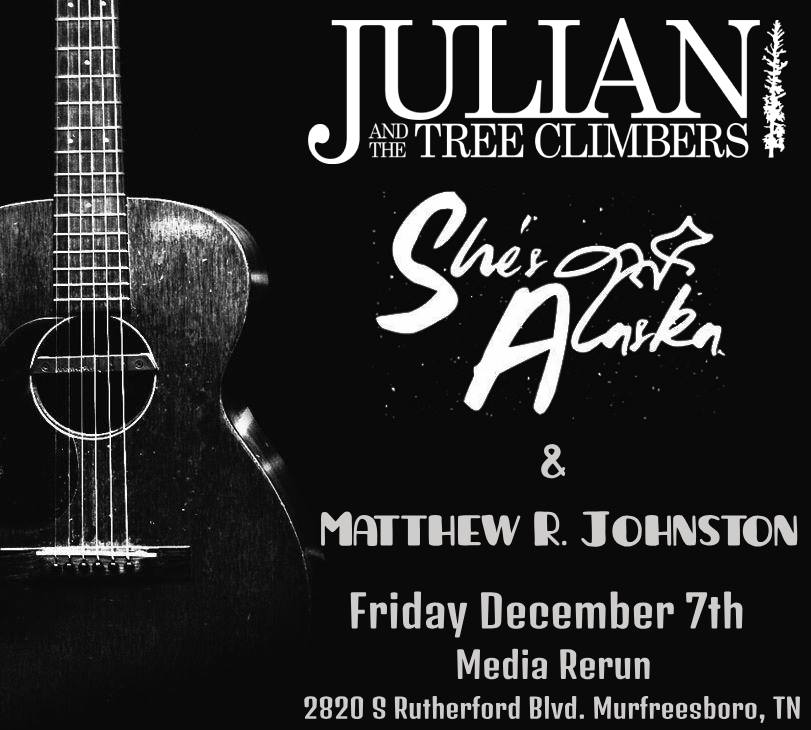 JULIAN
AND THE TREE CLIMBERS
She's
Alaska
&
MATTHEW R. JOHNSTON
Friday December 7th
Media Rerun
2820 S Rutherford Blvd. Murfreesboro, TN